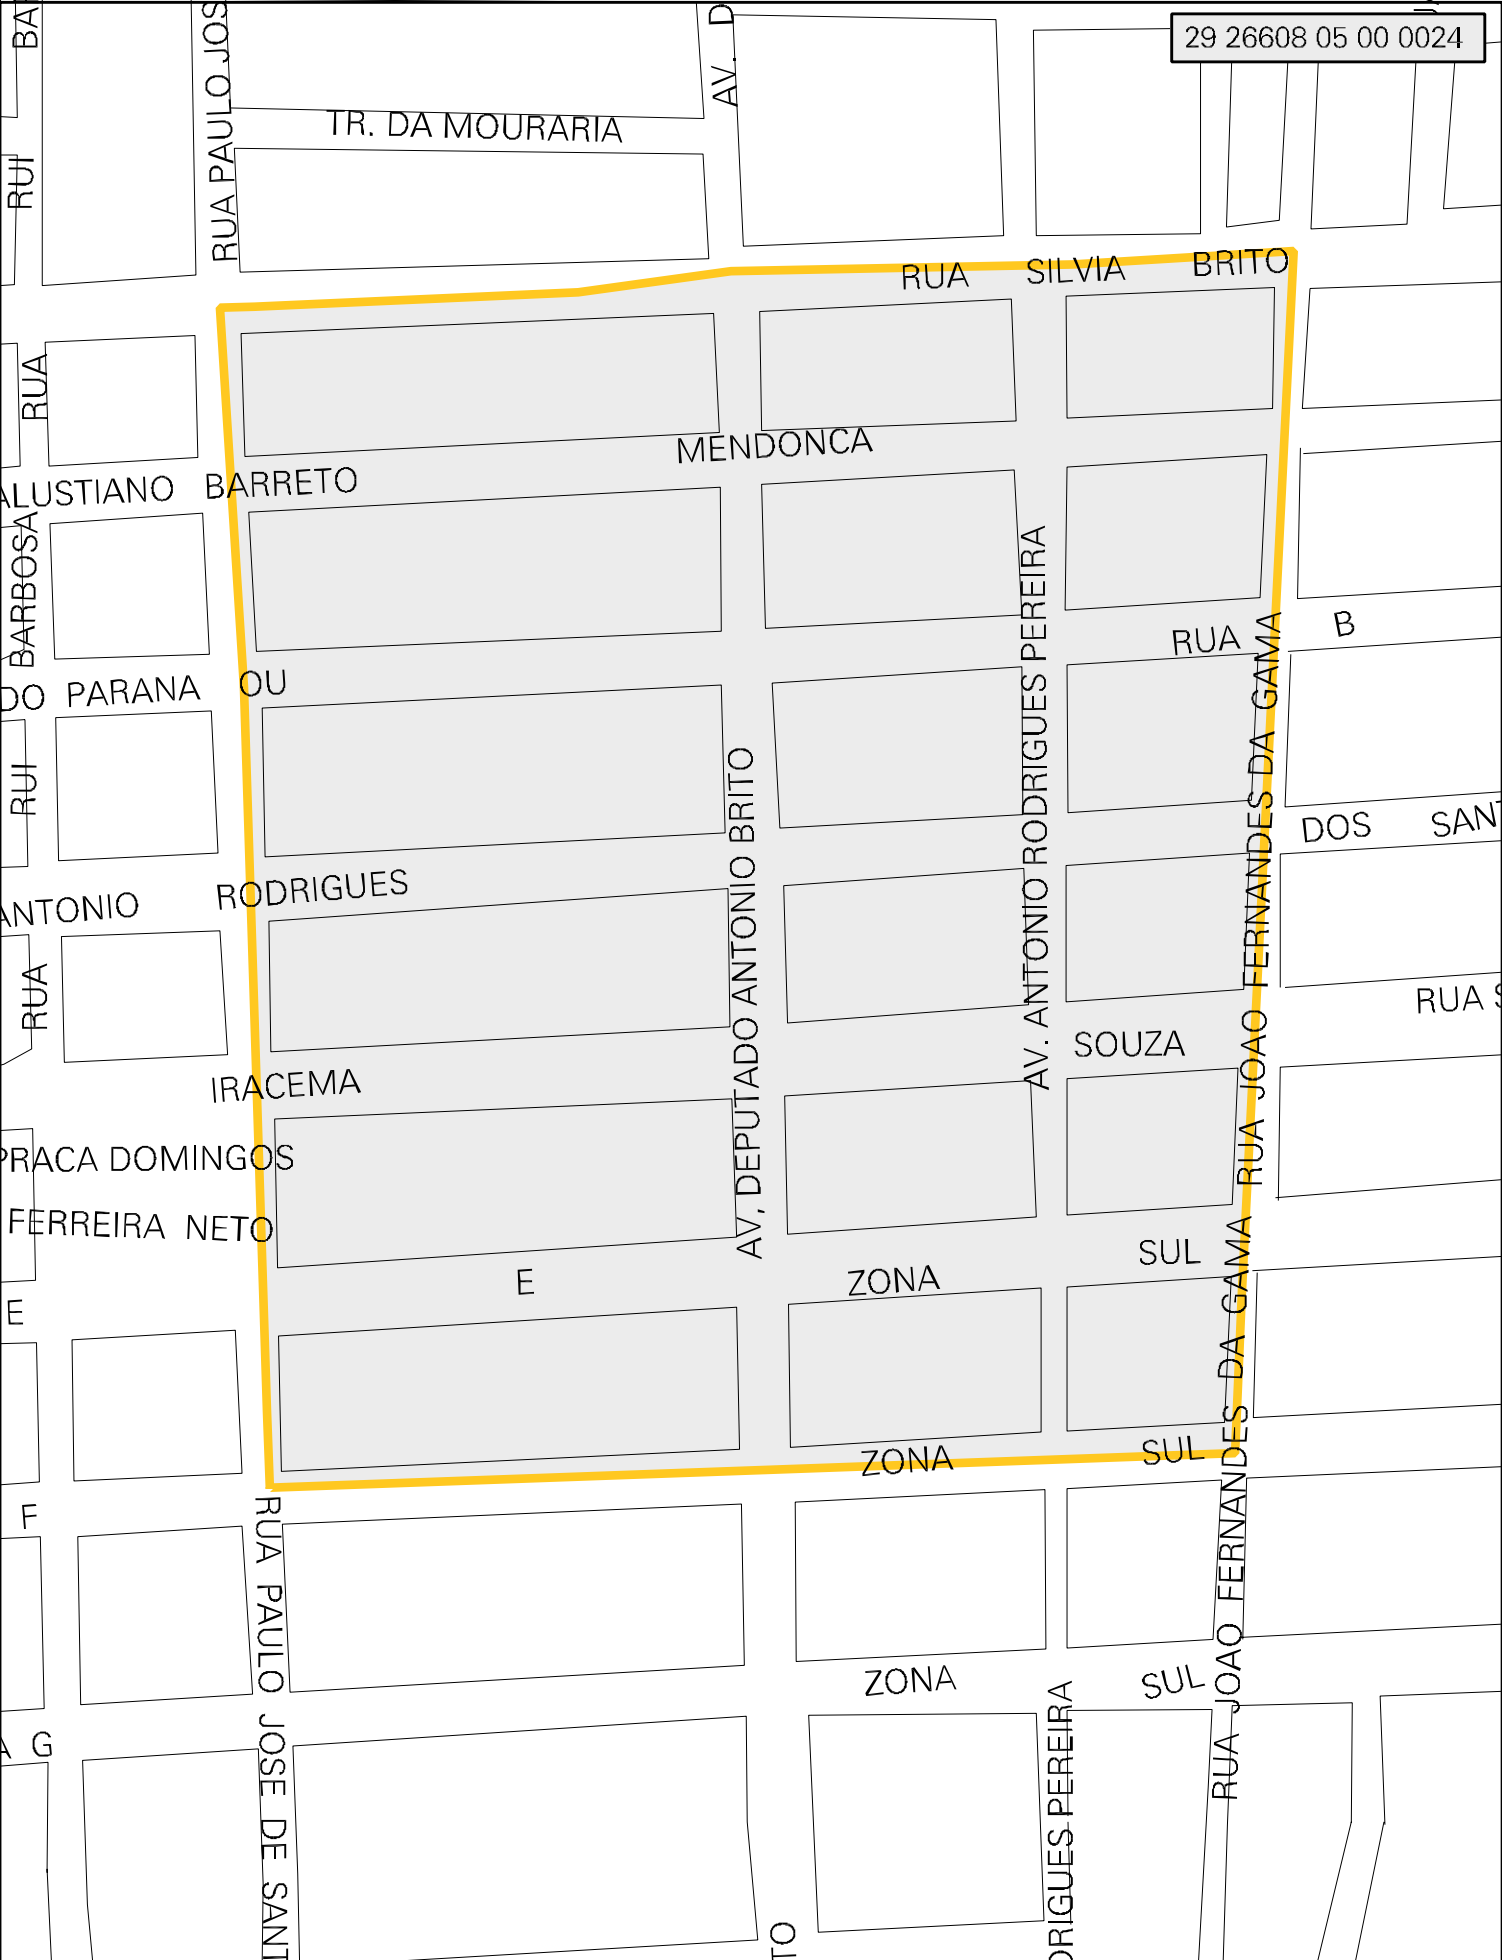 29 26608 05 00 0024
RUA PAULO JOS
AV. D
TR. DA MOURARIA
RUI
RUA SILVIA BRITO
RUA
MENDONCA
ALUSTIANO BARRETO
BARBOSA
AV. ANTONIO RODRIGUES PEREIRA
RUA B
DO PARANA OU
RUI
AV, DEPUTADO ANTONIO BRITO
RUA JOAO FERNANDES DA GAMA
DOS SANT
ANTONIO RODRIGUES
RUA
RUA S
SOUZA
IRACEMA
PRACA DOMINGOS
FERREIRA NETO
E ZONA SUL
E
ZONA SUL
F
RUA PAULO JOSE DE SANT
RUA JOAO FERNANDES DA GAMA
ZONA SUL
A G
DRIGUES PEREIRA
TO